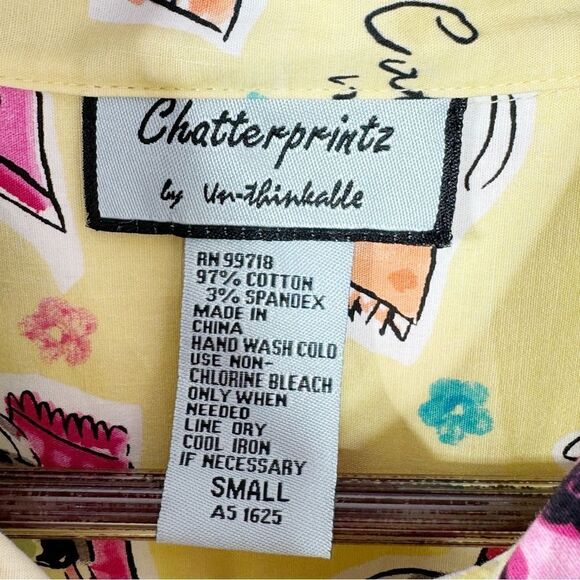 Chatterprintz
by Un-thinkable
RN 99718
97% COTTON
3% SPANDEX
MADE IN
CHINA
HAND WASH COLD
USE NON-
CHLORINE BLEACH
ONLY WHEN
NEEDED
LINE DRY
COOL IRON
IF NECESSARY
SMALL
A5 1625